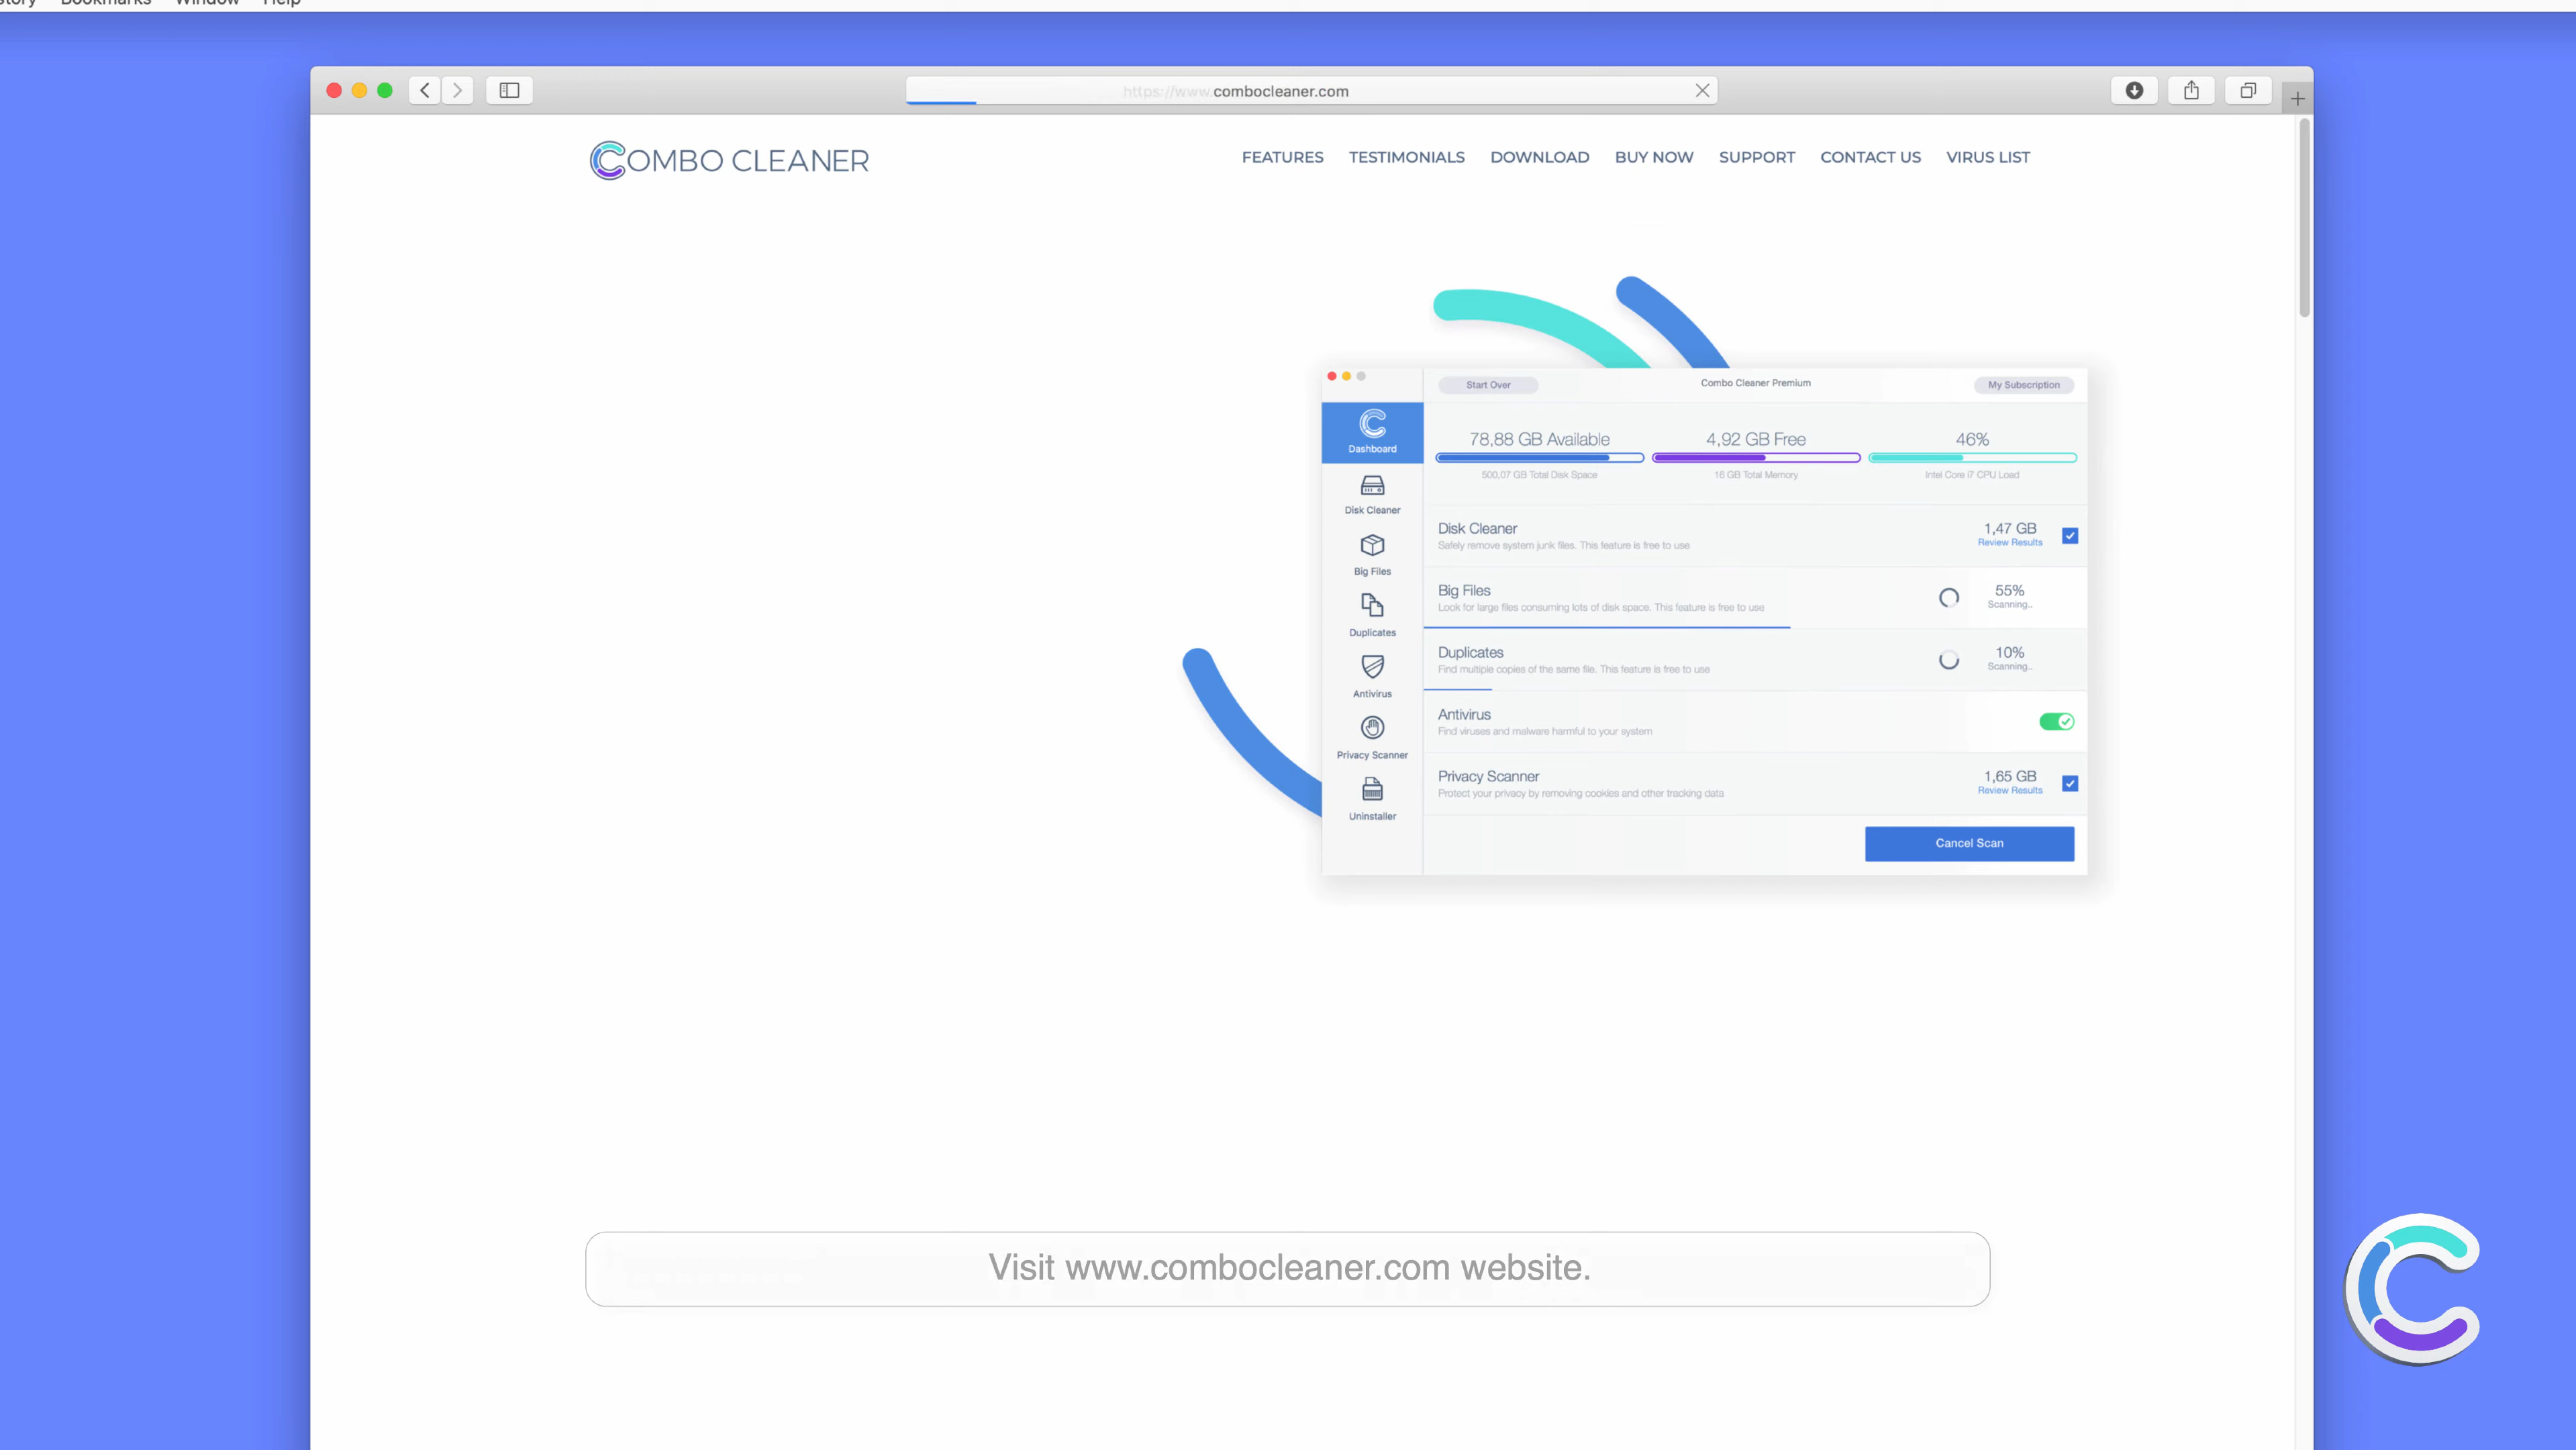 Bookmarks Window Help
https://www.combocleaner.com
COMBO CLEANER
FEATURES TESTIMONIALS DOWNLOAD BUY NOW SUPPORT CONTACT US VIRUS LIST
Start Over Combo Cleaner Premium My Subscription
78,88 GB Available 4,92 GB Free 46%
500,07 GB Total Disk Space 16 GB Total Memory Intel Core i7 CPU Load
Dashboard
Disk Cleaner
Big Files
Duplicates
Antivirus
Privacy Scanner
Uninstaller
Disk Cleaner 1,47 GB
Safely remove system junk files. This feature is free to use Review Results
Big Files 55%
Look for large files consuming lots of disk space. This feature is free to use Scanning..
Duplicates 10%
Find multiple copies of the same file. This feature is free to use Scanning..
Antivirus
Find viruses and malware harmful to your system
Privacy Scanner 1,65 GB
Protect your privacy by removing cookies and other tracking data Review Results
Cancel Scan
Visit www.combocleaner.com website.